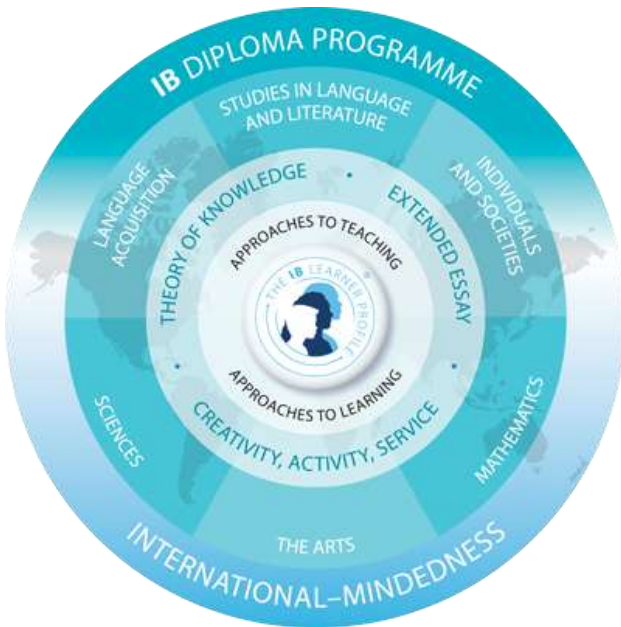 IB DIPLOMA PROGRAMME
STUDIES IN LANGUAGE
AND LITERATURE
LANGUAGE
ACQUISITION
INDIVIDUALS
AND SOCIETIES
THEORY OF KNOWLEDGE
•
EXTENDED ESSAY
•
CREATIVITY, ACTIVITY, SERVICE
•
APPROACHES TO TEACHING
THE IB LEARNER PROFILE
®
APPROACHES TO LEARNING
SCIENCES
MATHEMATICS
THE ARTS
INTERNATIONAL–MINDEDNESS